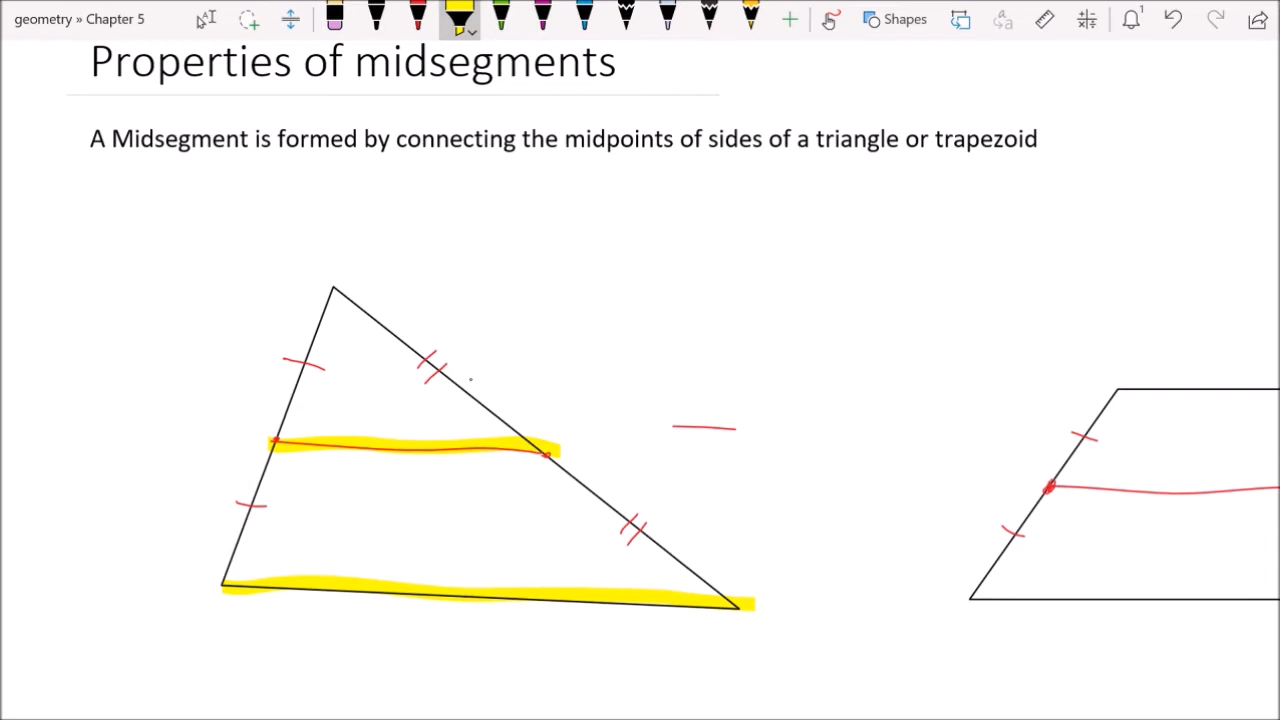 geometry » Chapter 5
Shapes
1
Properties of midsegments
A Midsegment is formed by connecting the midpoints of sides of a triangle or trapezoid